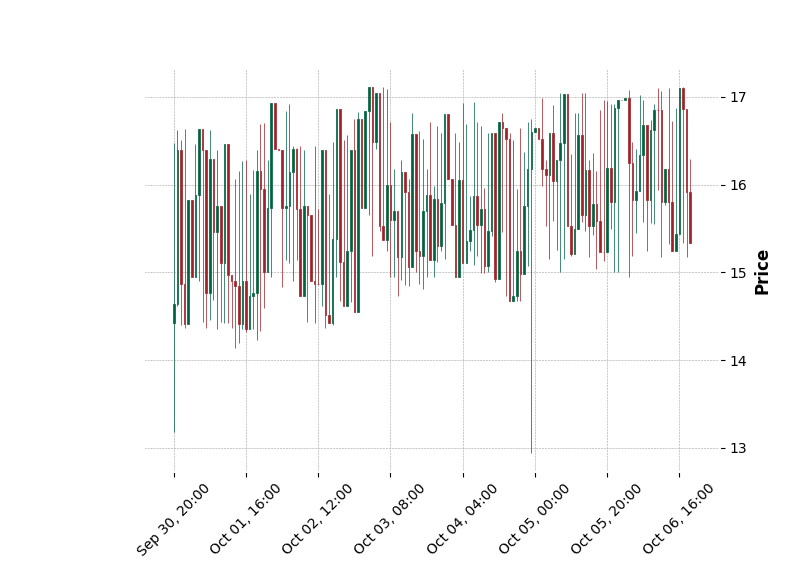 17
16
15
14
13
Price
Sep 30, 20:00
Oct 01, 16:00
Oct 02, 12:00
Oct 03, 08:00
Oct 04, 04:00
Oct 05, 00:00
Oct 05, 20:00
Oct 06, 16:00